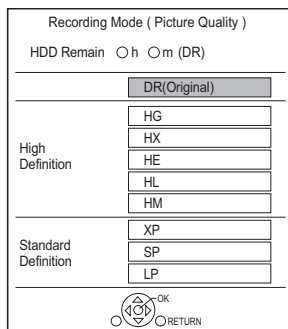 Recording Mode ( Picture Quality )
HDD Remain ○ h ○ m (DR)
DR(Original)
High
Definition
HG
HX
HE
HL
HM
Standard
Definition
XP
SP
LP
OK
RETURN